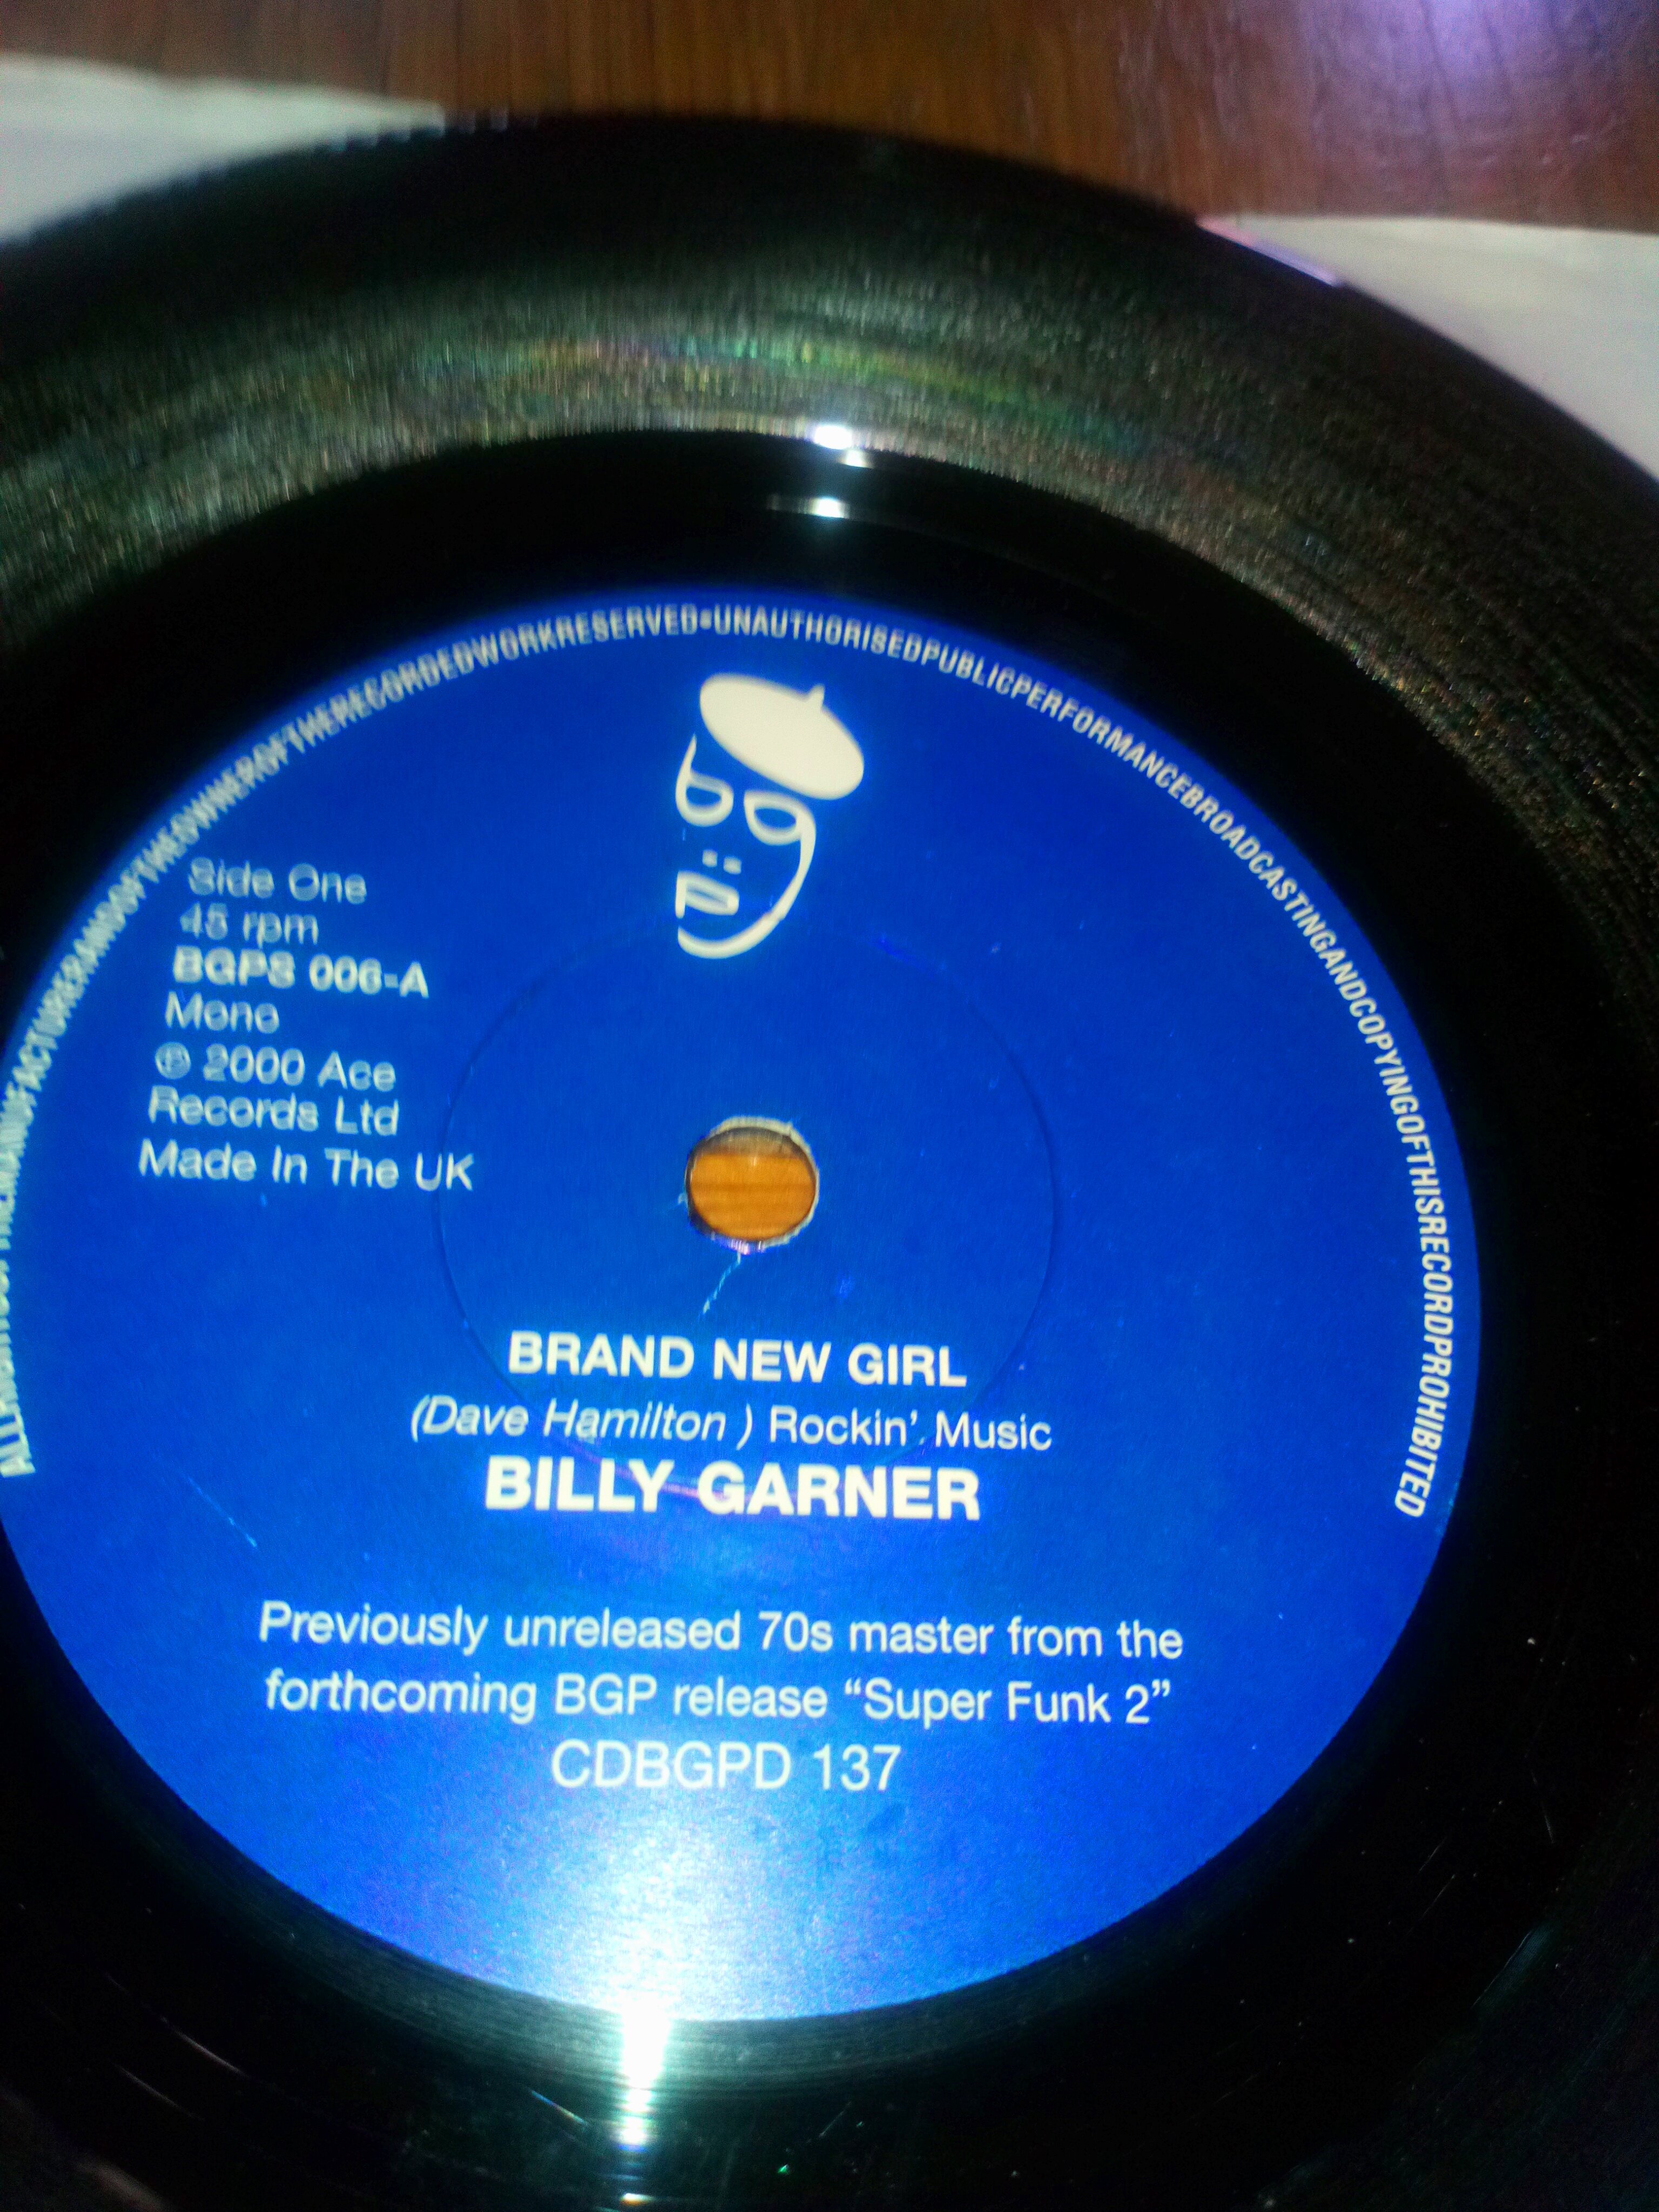 ALL RIGHTS OF THE MANUFACTURER AND OF THE OWNER OF THE RECORDED WORK RESERVED • UNAUTHORISED PUBLIC PERFORMANCE BROADCASTING AND COPYING OF THIS RECORD PROHIBITED
Side One
45 rpm
BGPS 006-A
Mono
℗ 2000 Ace
Records Ltd
Made In The UK
BRAND NEW GIRL
(Dave Hamilton ) Rockin' Music
BILLY GARNER
Previously unreleased 70s master from the
forthcoming BGP release “Super Funk 2”
CDBGPD 137